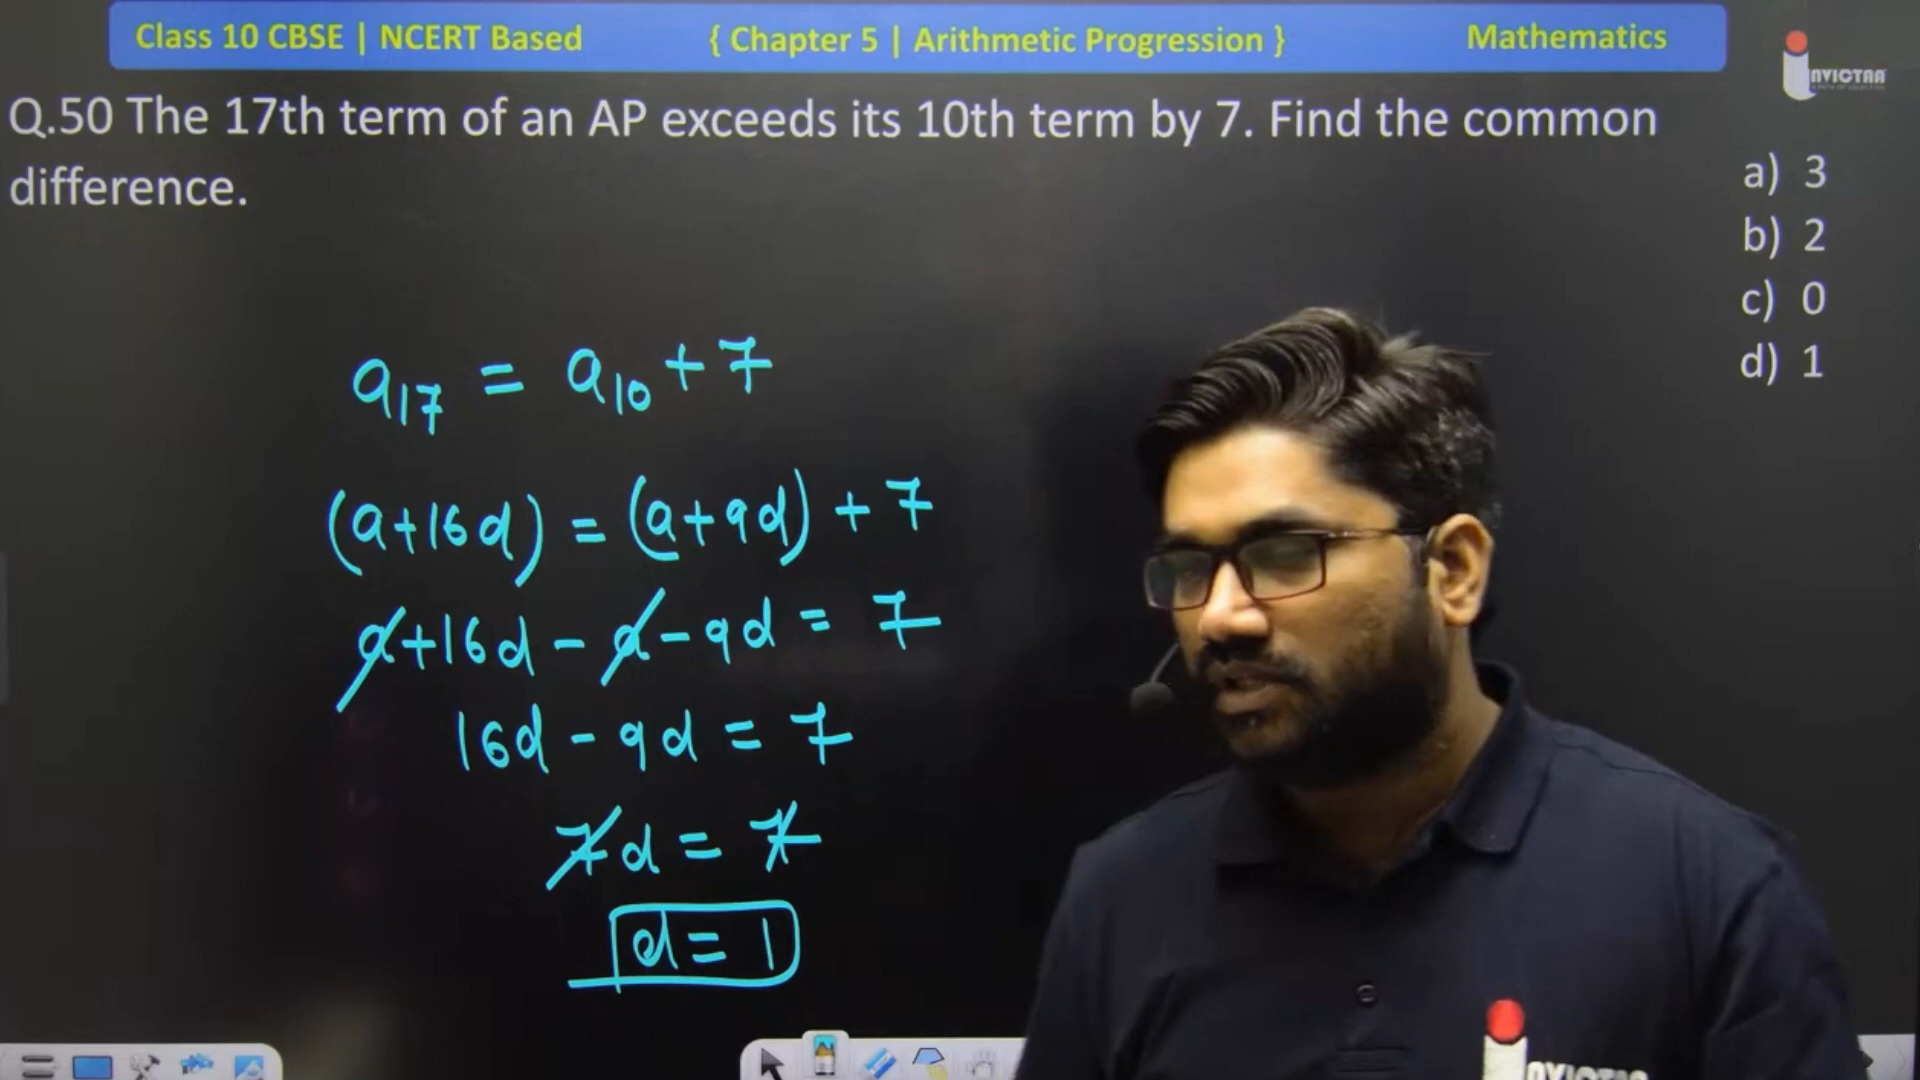 Class 10 CBSE | NCERT Based { Chapter 5 | Arithmetic Progression } Mathematics
INVICTAA
Q.50 The 17th term of an AP exceeds its 10th term by 7. Find the common
difference.
a) 3
b) 2
c) 0
d) 1
a₁₇ = a₁₀ + 7
(a+16d) = (a+9d) + 7
a+16d - a - 9d = 7
16d - 9d = 7
7d = 7
d = 1